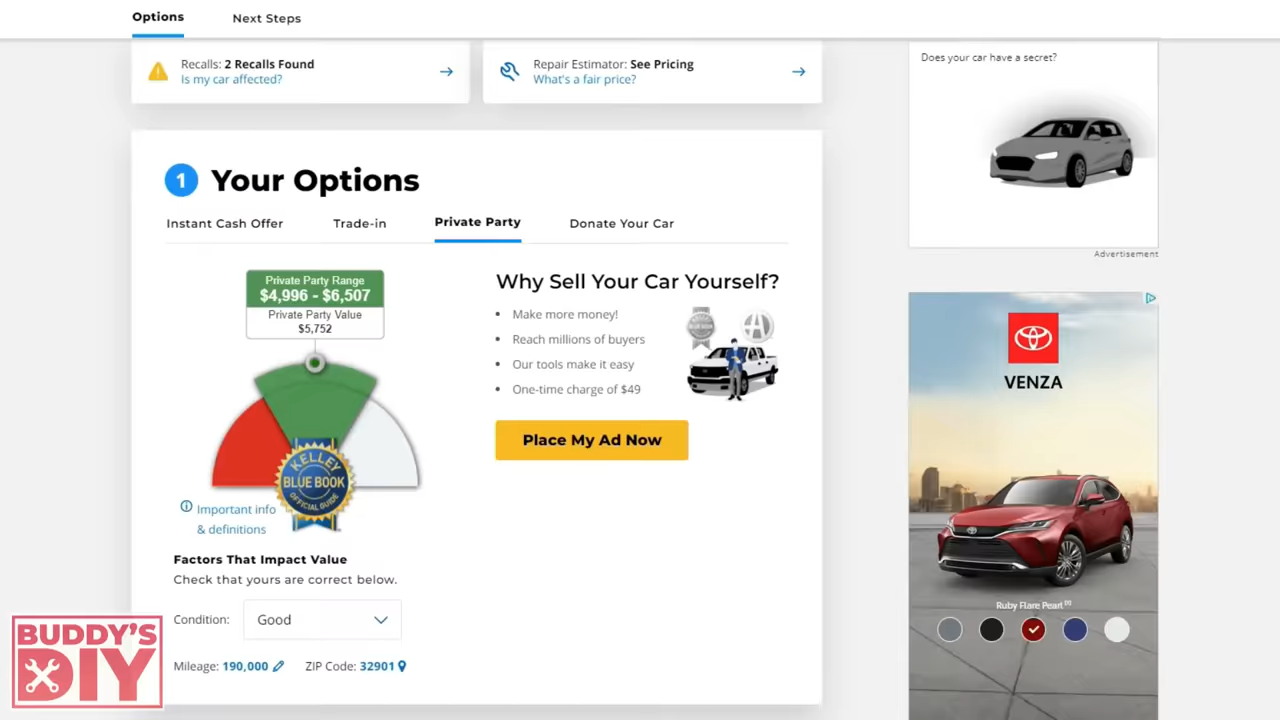 Options
Next Steps
Recalls: 2 Recalls Found
Is my car affected?
Repair Estimator: See Pricing
What's a fair price?
1 Your Options
Instant Cash Offer
Trade-in
Private Party
Donate Your Car
Private Party Range
$4,996 - $6,507
Private Party Value
$5,752
KELLEY
BLUE BOOK
OFFICIAL GUIDE
Important info
& definitions
Why Sell Your Car Yourself?
Make more money!
Reach millions of buyers
Our tools make it easy
One-time charge of $49
KELLEY
BLUE BOOK
Place My Ad Now
Factors That Impact Value
Check that yours are correct below.
Condition: Good
Mileage: 190,000
ZIP Code: 32901
Does your car have a secret?
Advertisement
VENZA
Ruby Flare Pearl
BUDDY'S
DIY